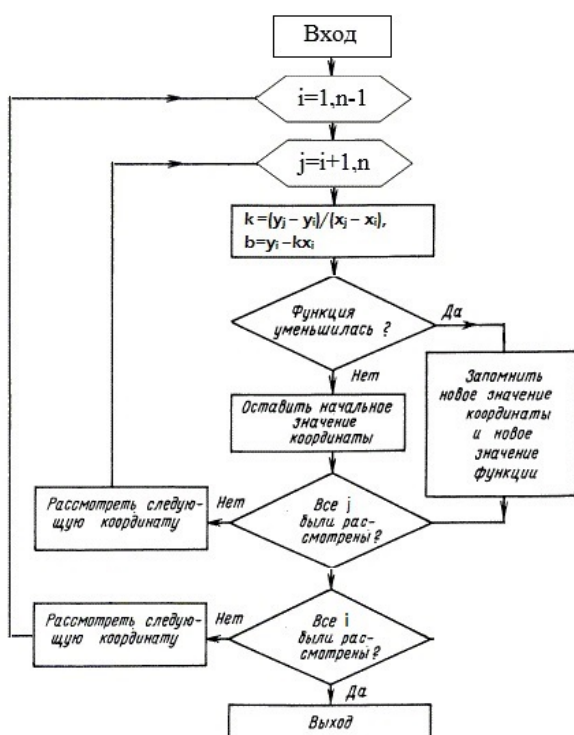 Вход
i=1,n-1
j=i+1,n
k =(yj – yi)/(xj – xi),
b=yi –kxi
Функция
уменьшилась ?
Да
Нет
Запомнить
новое значение
координаты
и новое
значение
функции
Оставить начальное
значение
координаты
Все j
были рас-
смотрены?
Нет
Рассмотреть следую-
щую координату
Все i
были рас-
смотрены?
Нет
Рассмотреть следую-
щую координату
Да
Выход